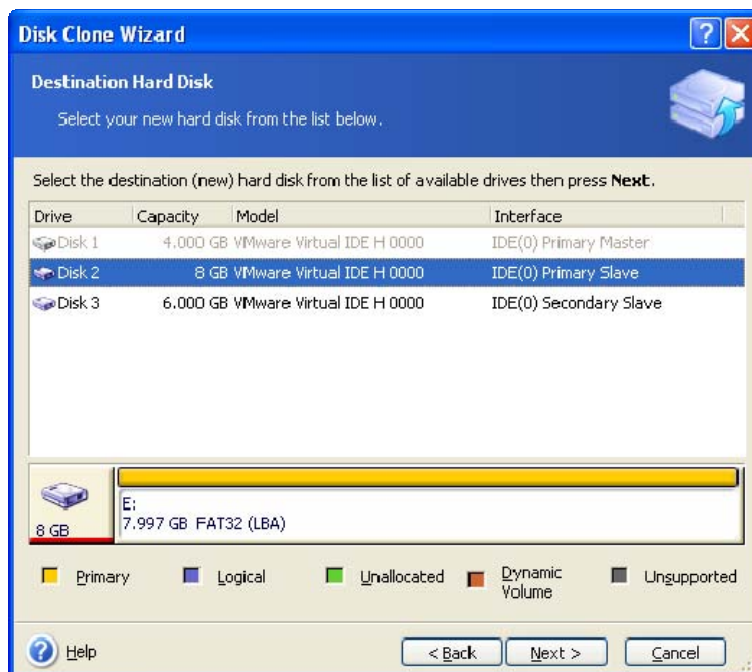 Disk Clone Wizard
Destination Hard Disk
Select your new hard disk from the list below.
Select the destination (new) hard disk from the list of available drives then press Next.
Drive Capacity Model Interface
Disk 1 4.000 GB VMware Virtual IDE H 0000 IDE(0) Primary Master
Disk 2 8 GB VMware Virtual IDE H 0000 IDE(0) Primary Slave
Disk 3 6.000 GB VMware Virtual IDE H 0000 IDE(0) Secondary Slave
E:
8 GB 7.997 GB FAT32 (LBA)
Primary Logical Unallocated Dynamic Volume Unsupported
Help < Back Next > Cancel